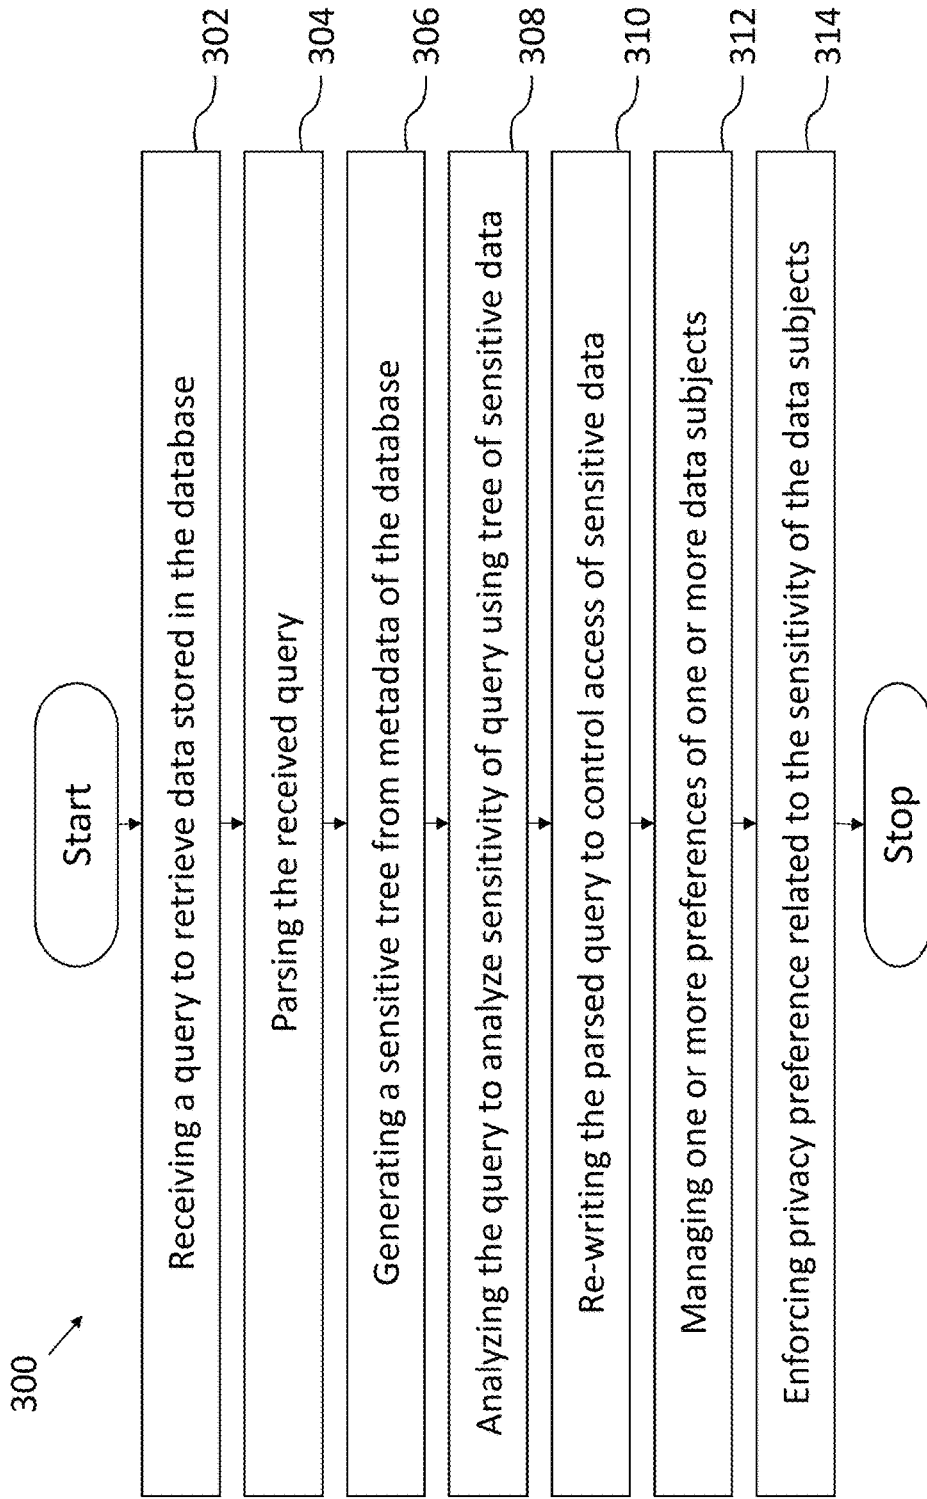 300
Start
Receiving a query to retrieve data stored in the database
302
Parsing the received query
304
Generating a sensitive tree from metadata of the database
306
Analyzing the query to analyze sensitivity of query using tree of sensitive data
308
Re-writing the parsed query to control access of sensitive data
310
Managing one or more preferences of one or more data subjects
312
Enforcing privacy preference related to the sensitivity of the data subjects
314
Stop